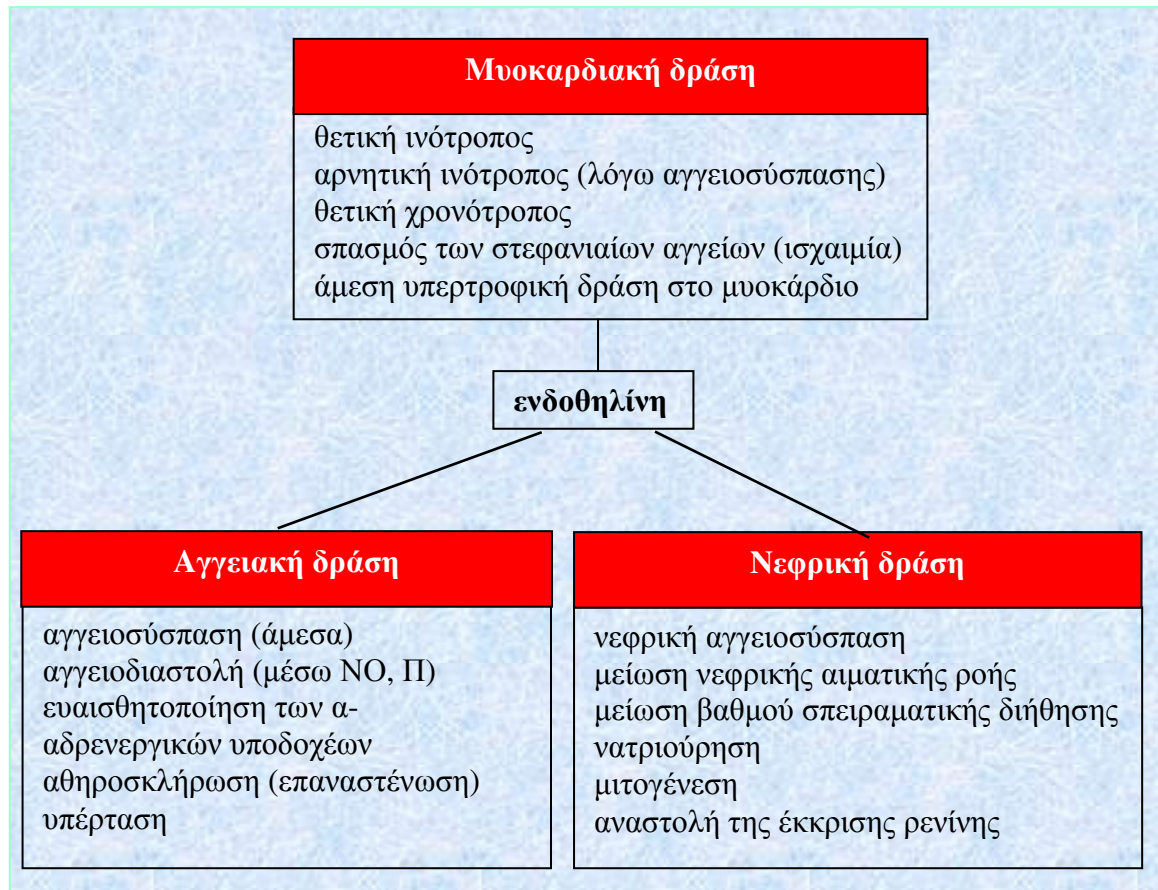 Μυοκαρδιακή δράση
θετική ινότροπος
αρνητική ινότροπος (λόγω αγγειοσύσπασης)
θετική χρονότροπος
σπασμός των στεφανιαίων αγγείων (ισχαιμία)
άμεση υπερτροφική δράση στο μυοκάρδιο
ενδοθηλίνη
Αγγειακή δράση
αγγειοσύσπαση (άμεσα)
αγγειοδιαστολή (μέσω ΝΟ, Π)
ευαισθητοποίηση των α-
αδρενεργικών υποδοχέων
αθηροσκλήρωση (επαναστένωση)
υπέρταση
Νεφρική δράση
νεφρική αγγειοσύσπαση
μείωση νεφρικής αιματικής ροής
μείωση βαθμού σπειραματικής διήθησης
νατριούρηση
μιτογένεση
αναστολή της έκκρισης ρενίνης